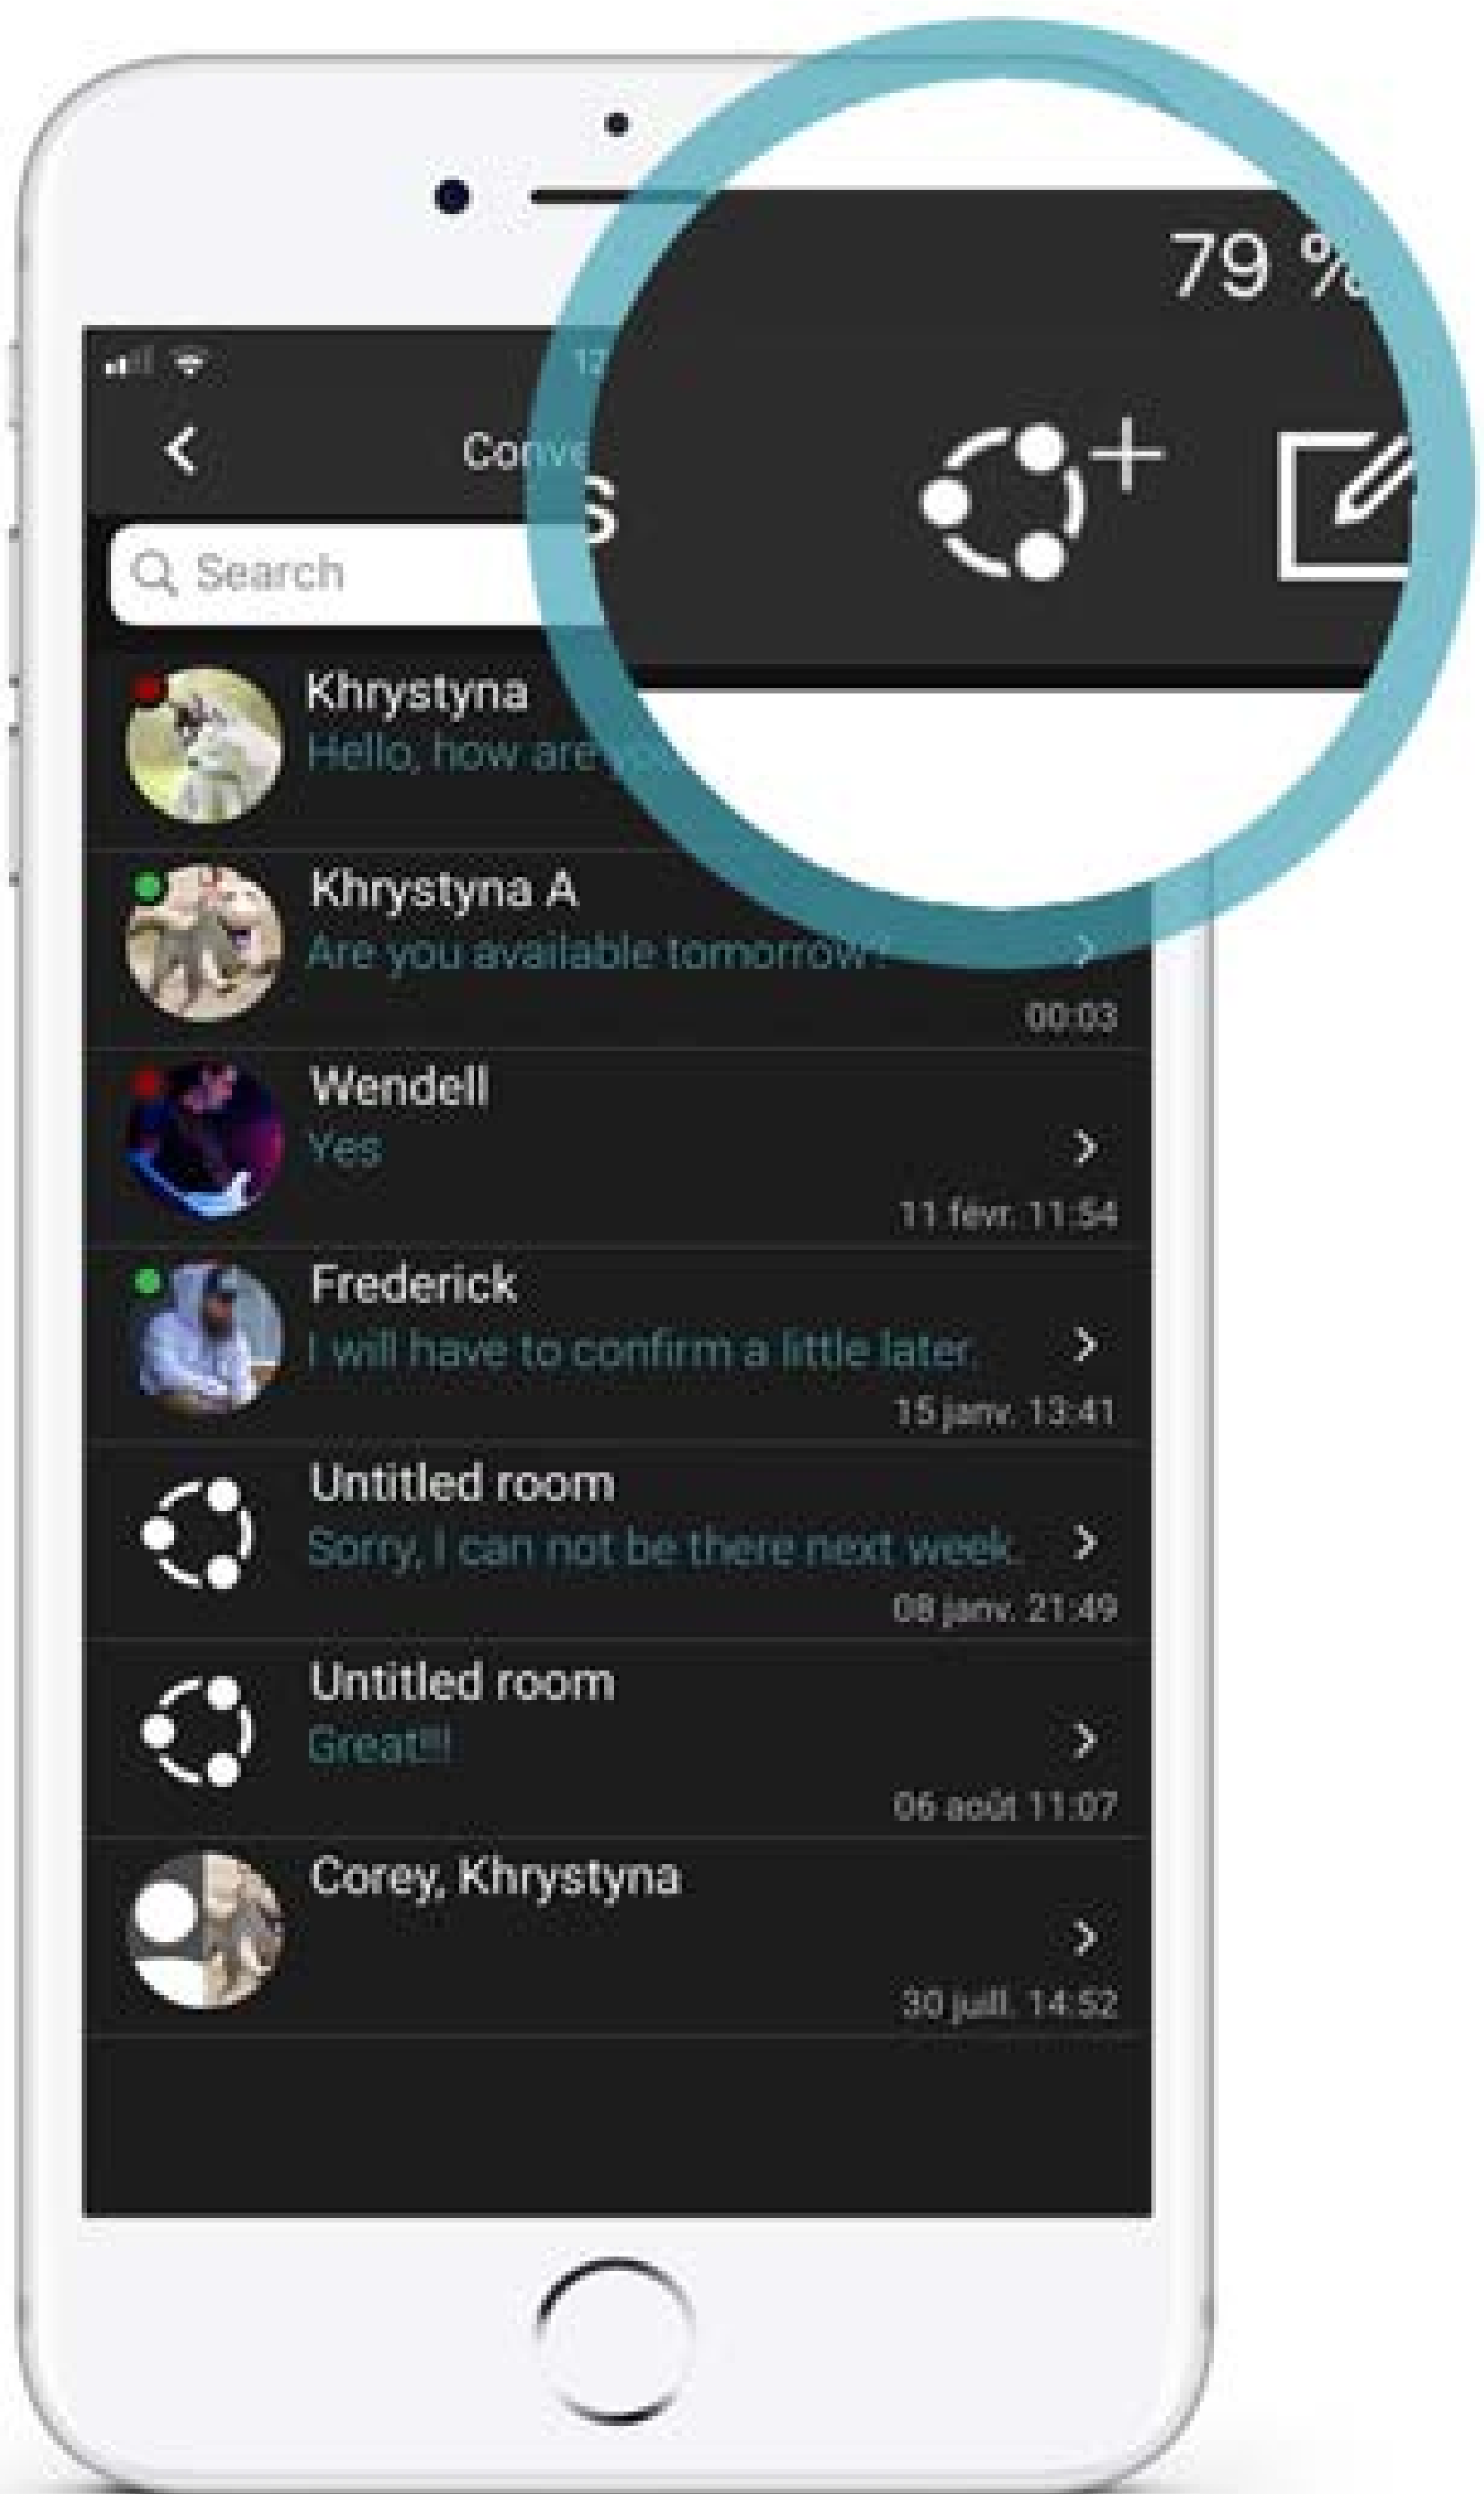 79 %
12
Conve
s
Search
Khrystyna
Hello, how are
Khrystyna A
Are you available tomorrow?
00:03
Wendell
Yes
11 févr. 11:54
Frederick
I will have to confirm a little later.
15 janv. 13:41
Untitled room
Sorry, I can not be there next week.
08 janv. 21:49
Untitled room
Great!!!
06 août 11:07
Corey, Khrystyna
30 juill. 14:52